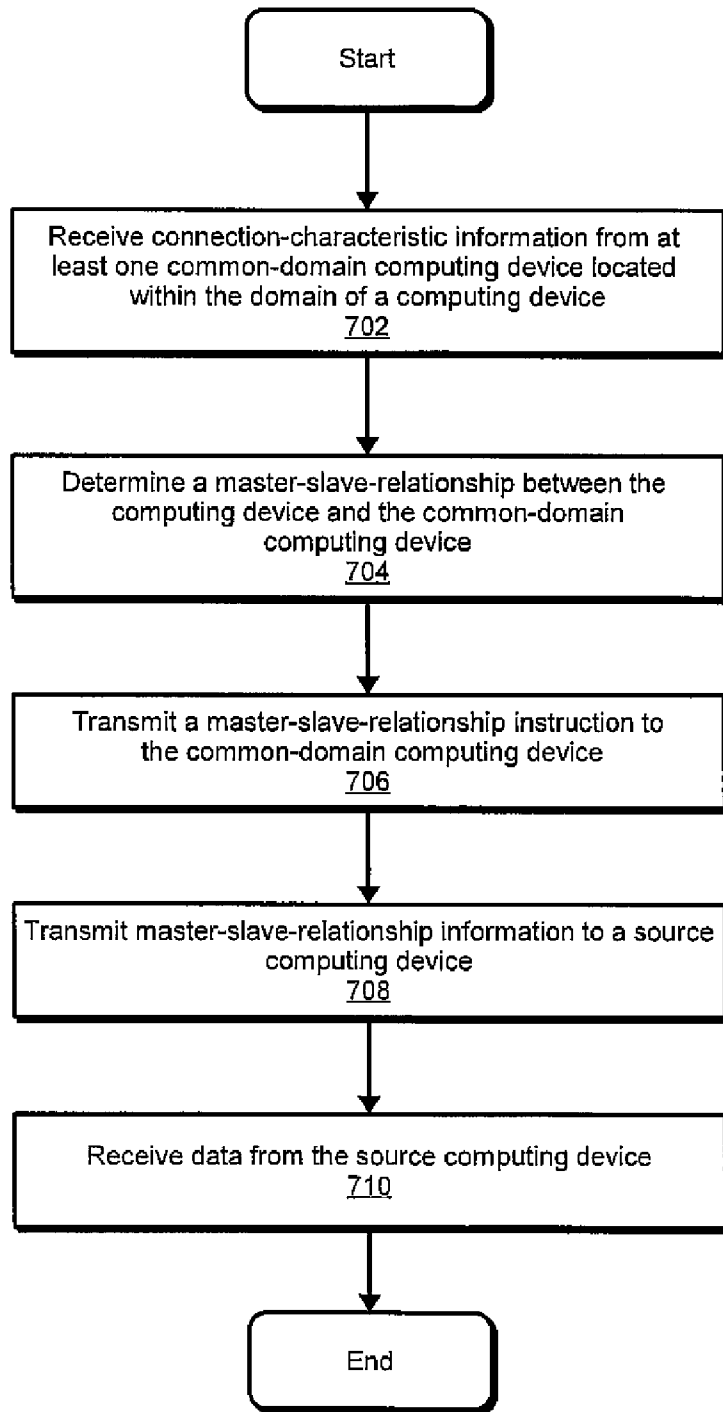 Start
Receive connection-characteristic information from at
least one common-domain computing device located
within the domain of a computing device
702
Determine a master-slave-relationship between the
computing device and the common-domain
computing device
704
Transmit a master-slave-relationship instruction to
the common-domain computing device
706
Transmit master-slave-relationship information to a source
computing device
708
Receive data from the source computing device
710
End